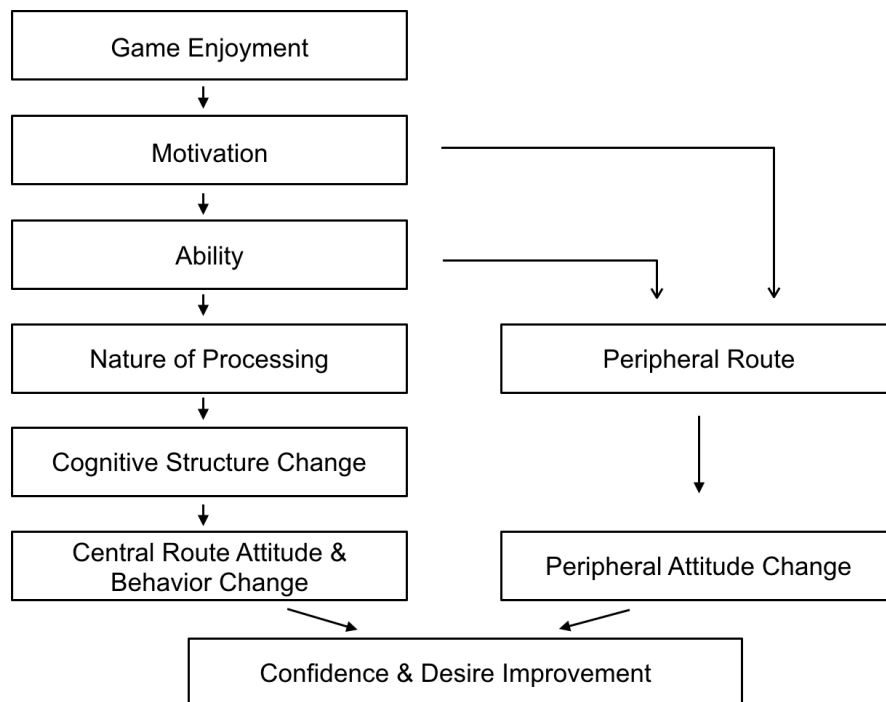 Game Enjoyment
Motivation
Ability
Nature of Processing
Peripheral Route
Cognitive Structure Change
Central Route Attitude &
Behavior Change
Peripheral Attitude Change
Confidence & Desire Improvement